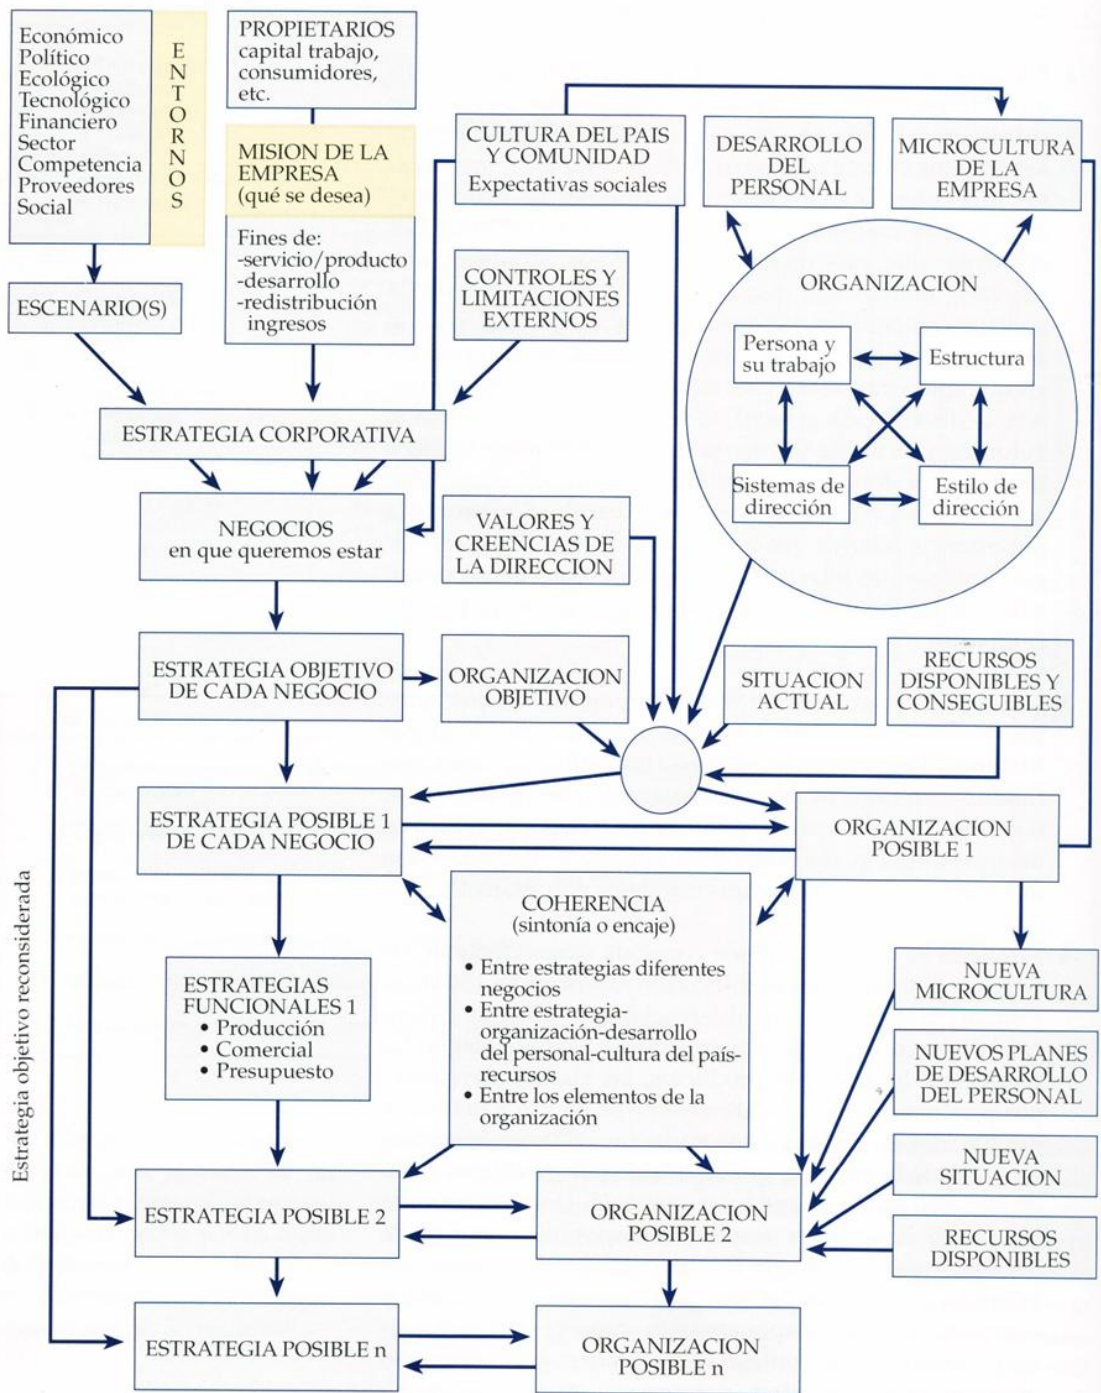 Económico
Político
Ecológico
Tecnológico
Financiero
Sector
Competencia
Proveedores
Social
ENTORNOS
PROPIETARIOS
capital trabajo,
consumidores,
etc.
MISION DE LA
EMPRESA
(qué se desea)
Fines de:
-servicio/producto
-desarrollo
-redistribución
ingresos
CULTURA DEL PAIS
Y COMUNIDAD
Expectativas sociales
DESARROLLO
DEL
PERSONAL
MICROCULTURA
DE LA
EMPRESA
ESCENARIO(S)
CONTROLES Y
LIMITACIONES
EXTERNOS
ORGANIZACION
Persona y
su trabajo
Estructura
Sistemas de
dirección
Estilo de
dirección
ESTRATEGIA CORPORATIVA
NEGOCIOS
en que queremos estar
VALORES Y
CREENCIAS DE
LA DIRECCION
ESTRATEGIA OBJETIVO
DE CADA NEGOCIO
ORGANIZACION
OBJETIVO
SITUACION
ACTUAL
RECURSOS
DISPONIBLES Y
CONSEGUIBLES
ESTRATEGIA POSIBLE 1
DE CADA NEGOCIO
ORGANIZACION
POSIBLE 1
Estrategia objetivo reconsiderada
ESTRATEGIAS
FUNCIONALES 1
• Producción
• Comercial
• Presupuesto
COHERENCIA
(sintonía o encaje)
• Entre estrategias diferentes
negocios
• Entre estrategia-
organización-desarrollo
del personal-cultura del país-
recursos
• Entre los elementos de la
organización
NUEVA
MICROCULTURA
NUEVOS PLANES
DE DESARROLLO
DEL PERSONAL
NUEVA
SITUACION
RECURSOS
DISPONIBLES
ESTRATEGIA POSIBLE 2
ORGANIZACION
POSIBLE 2
ESTRATEGIA POSIBLE n
ORGANIZACION
POSIBLE n